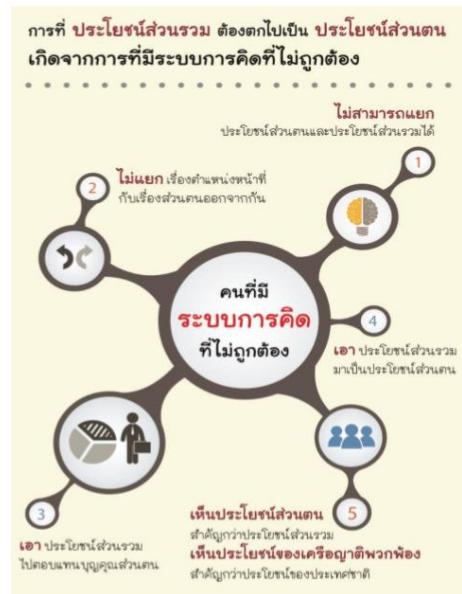 การที่ ประโยชน์ส่วนรวม ต้องตกไปเป็น ประโยชน์ส่วนตน
เกิดจากการที่มีระบบการคิดที่ไม่ถูกต้อง
ไม่สามารถแยก
ประโยชน์ส่วนตนและประโยชน์ส่วนรวมได้
1
2
ไม่แยก เรื่องตำแหน่งหน้าที่
กับเรื่องส่วนตนออกจากกัน
คนที่มี
ระบบการคิด
ที่ไม่ถูกต้อง
4
เอา ประโยชน์ส่วนรวม
มาเป็นประโยชน์ส่วนตน
3
เอา ประโยชน์ส่วนรวม
ไปตอบแทนบุญคุณส่วนตน
5
เห็นประโยชน์ส่วนตน
สำคัญกว่าประโยชน์ส่วนรวม
เห็นประโยชน์ของเครือญาติพวกพ้อง
สำคัญกว่าประโยชน์ของประเทศชาติ